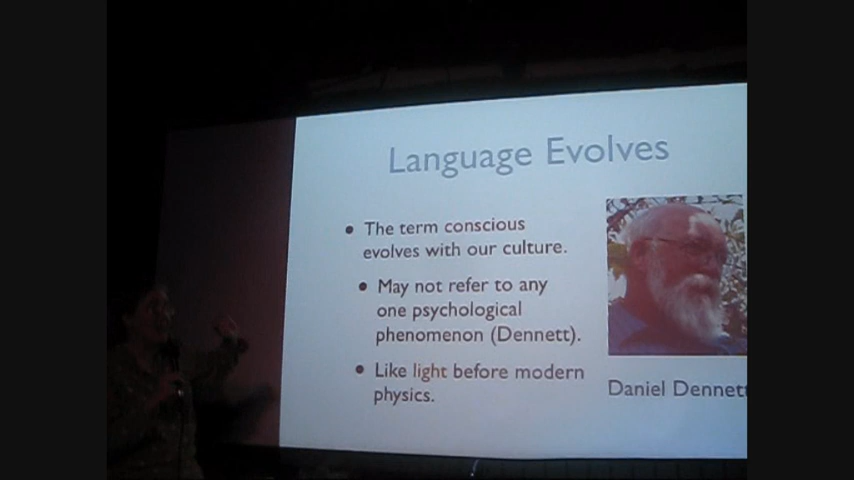 Language Evolves
• The term conscious
evolves with our culture.
• May not refer to any
one psychological
phenomenon (Dennett).
• Like light before modern
physics.
Daniel Dennett